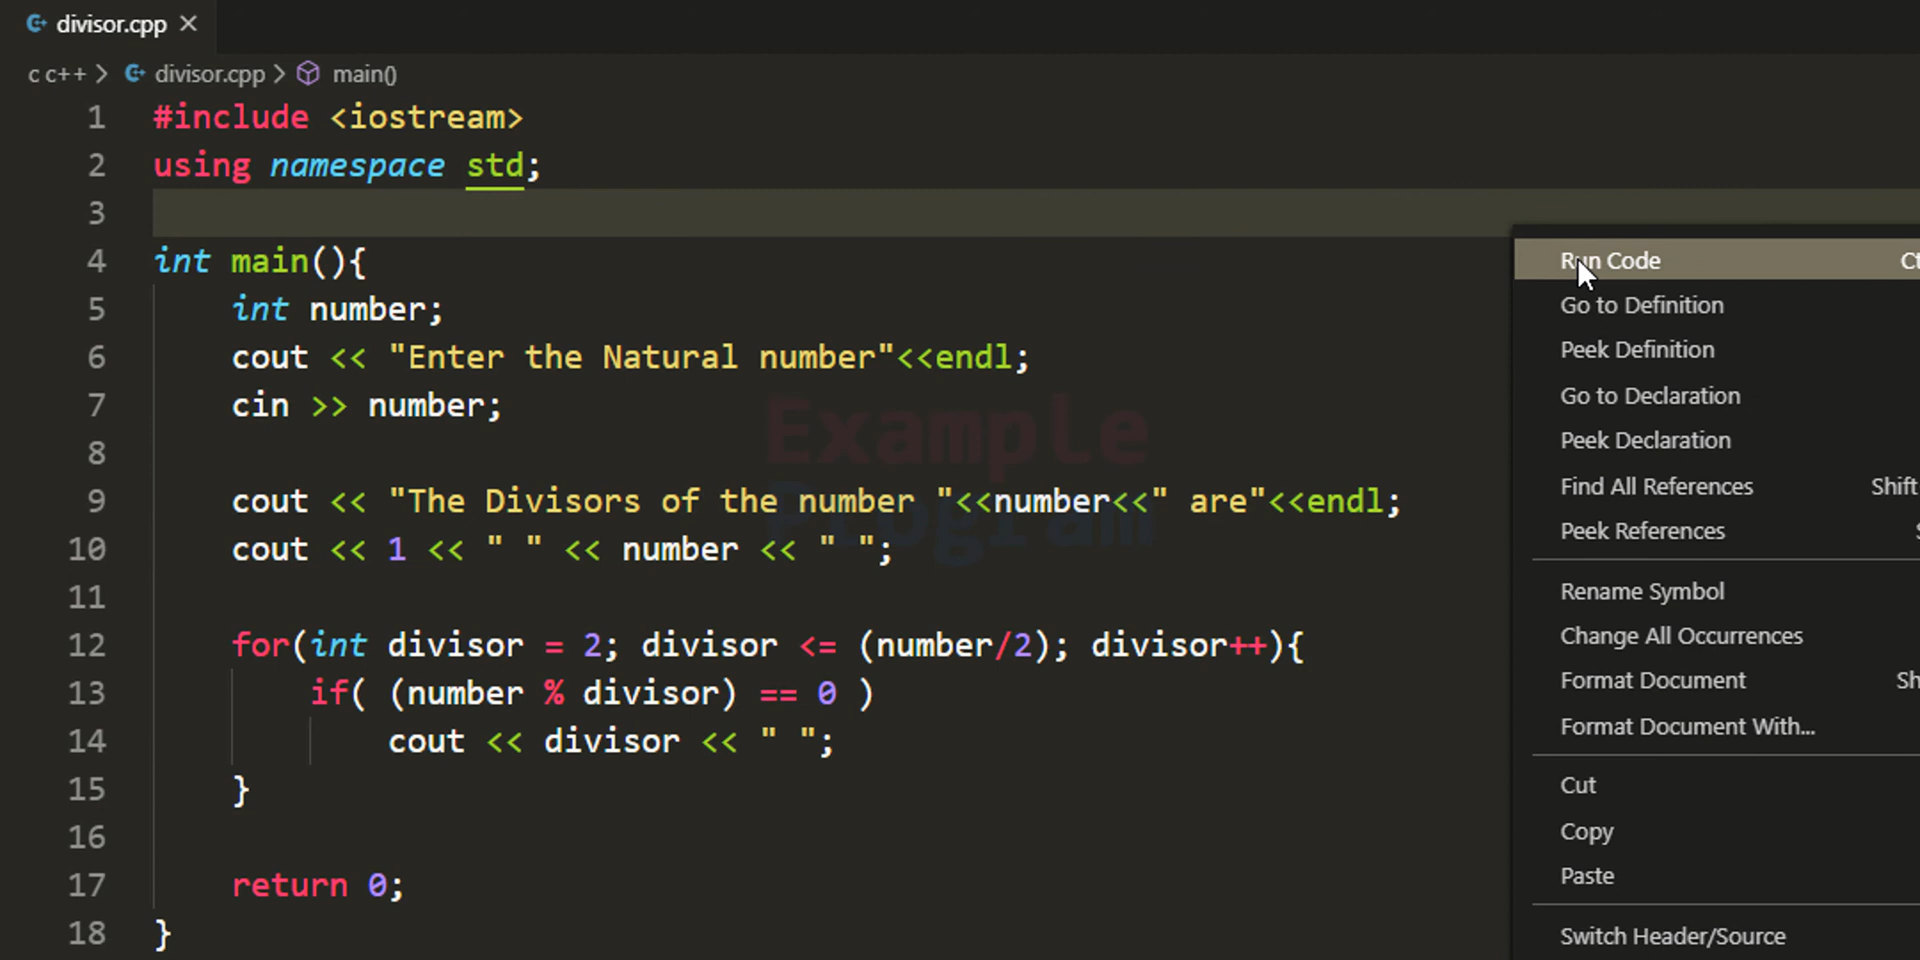 divisor.cpp
c c++ > divisor.cpp > main()
1 #include <iostream>
2 using namespace std;
3
4 int main(){
5 int number;
6 cout << "Enter the Natural number"<<endl;
7 cin >> number;
8
9 cout << "The Divisors of the number "<<number<<" are"<<endl;
10 cout << 1 << " " << number << " ";
11
12 for(int divisor = 2; divisor <= (number/2); divisor++){
13 if( (number % divisor) == 0 )
14 cout << divisor << " ";
15 }
16
17 return 0;
18 }
Example
Program
Run Code Ct
Go to Definition
Peek Definition
Go to Declaration
Peek Declaration
Find All References Shift
Peek References S
Rename Symbol
Change All Occurrences
Format Document Sh
Format Document With...
Cut
Copy
Paste
Switch Header/Source